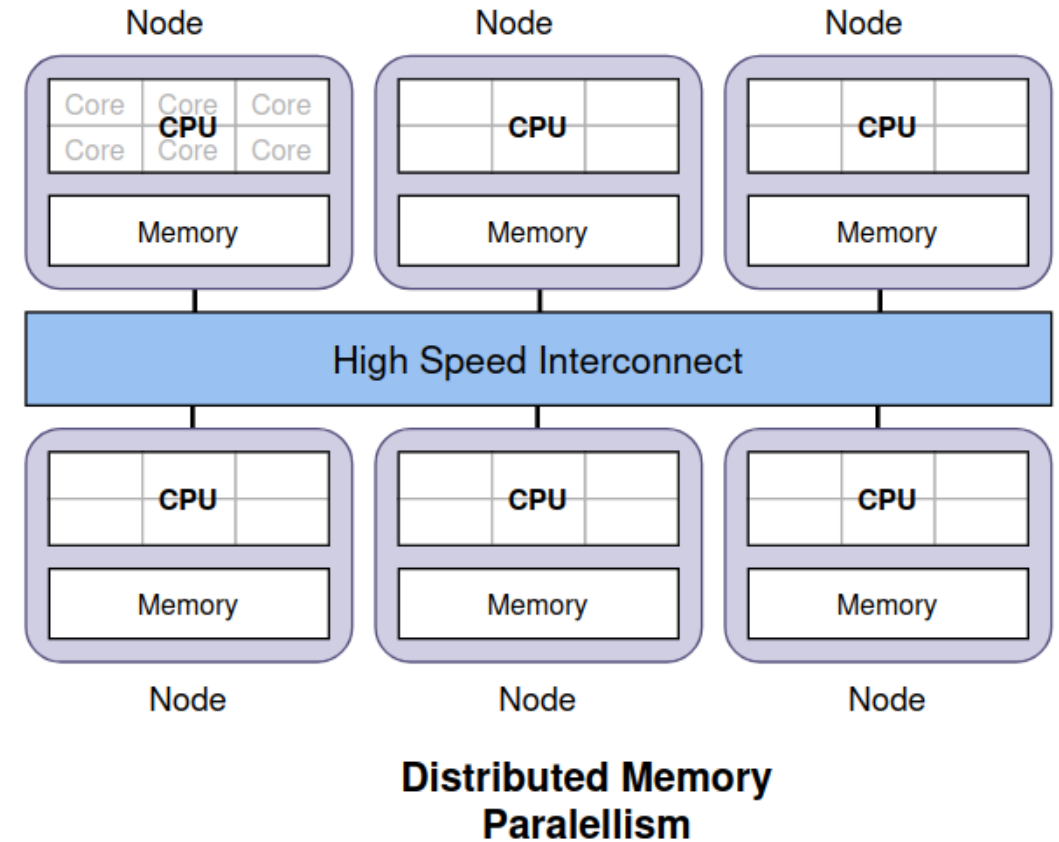 Node Node Node
Core Core Core
CPU CPU CPU
Core Core Core
Memory Memory Memory
High Speed Interconnect
CPU CPU CPU
Memory Memory Memory
Node Node Node
Distributed Memory
Paralellism